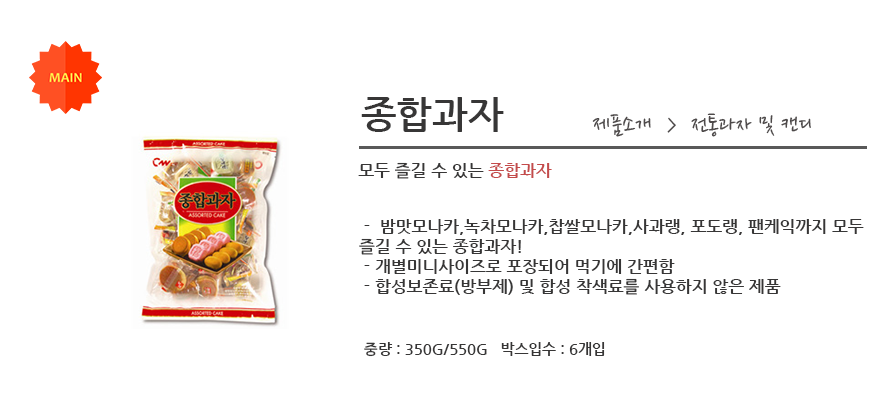 MAIN
종합과자
제품소개 > 전통과자 및 캔디
모두 즐길 수 있는 종합과자
- 밤맛모나카,녹차모나카,찹쌀모나카,사과랭, 포도랭, 팬케익까지 모두
즐길 수 있는 종합과자!
- 개별미니사이즈로 포장되어 먹기에 간편함
- 합성보존료(방부제) 및 합성 착색료를 사용하지 않은 제품
중량 : 350G/550G 박스입수 : 6개입
ASSORTED CAKE
CW
종합과자
ASSORTED CAKE
ASSORTED CAKE